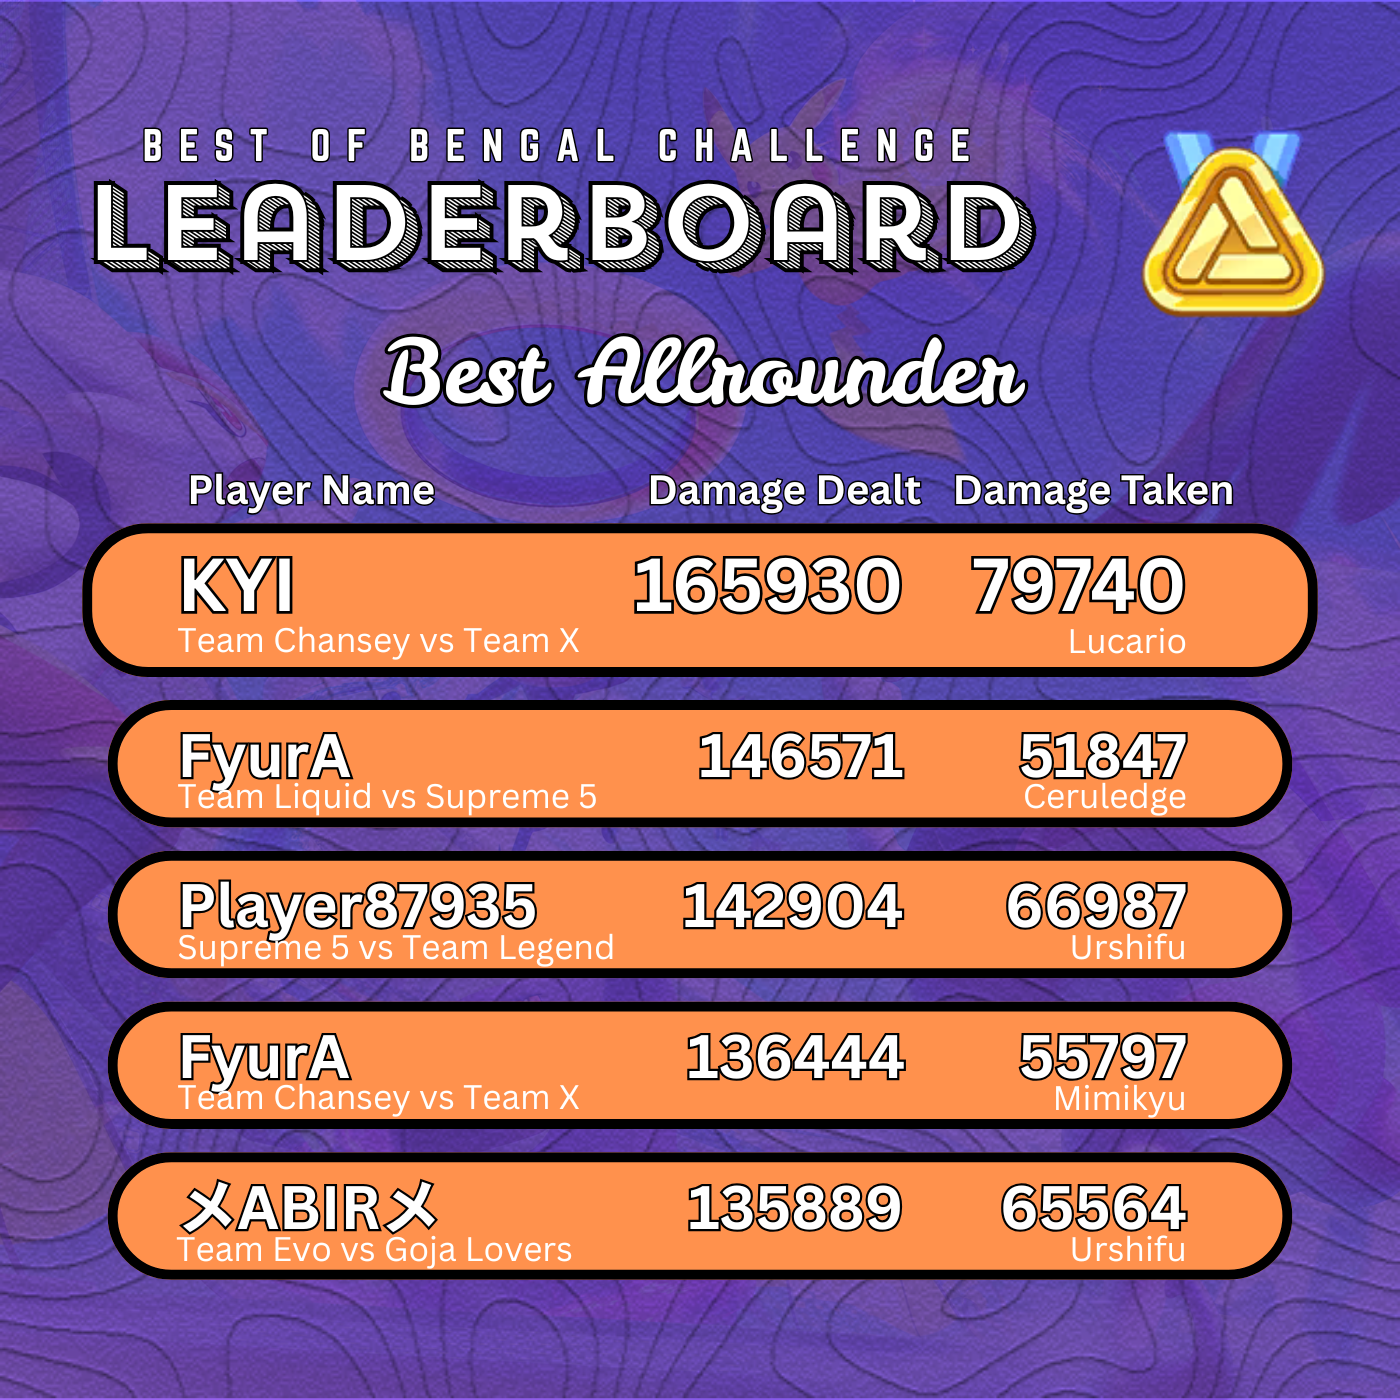 BEST OF BENGAL CHALLENGE
LEADERBOARD
Best Allrounder
Player Name Damage Dealt Damage Taken
KYI 165930 79740
Team Chansey vs Team X Lucario
FyurA 146571 51847
Team Liquid vs Supreme 5 Ceruledge
Player87935 142904 66987
Supreme 5 vs Team Legend Urshifu
FyurA 136444 55797
Team Chansey vs Team X Mimikyu
メABIRメ 135889 65564
Team Evo vs Goja Lovers Urshifu